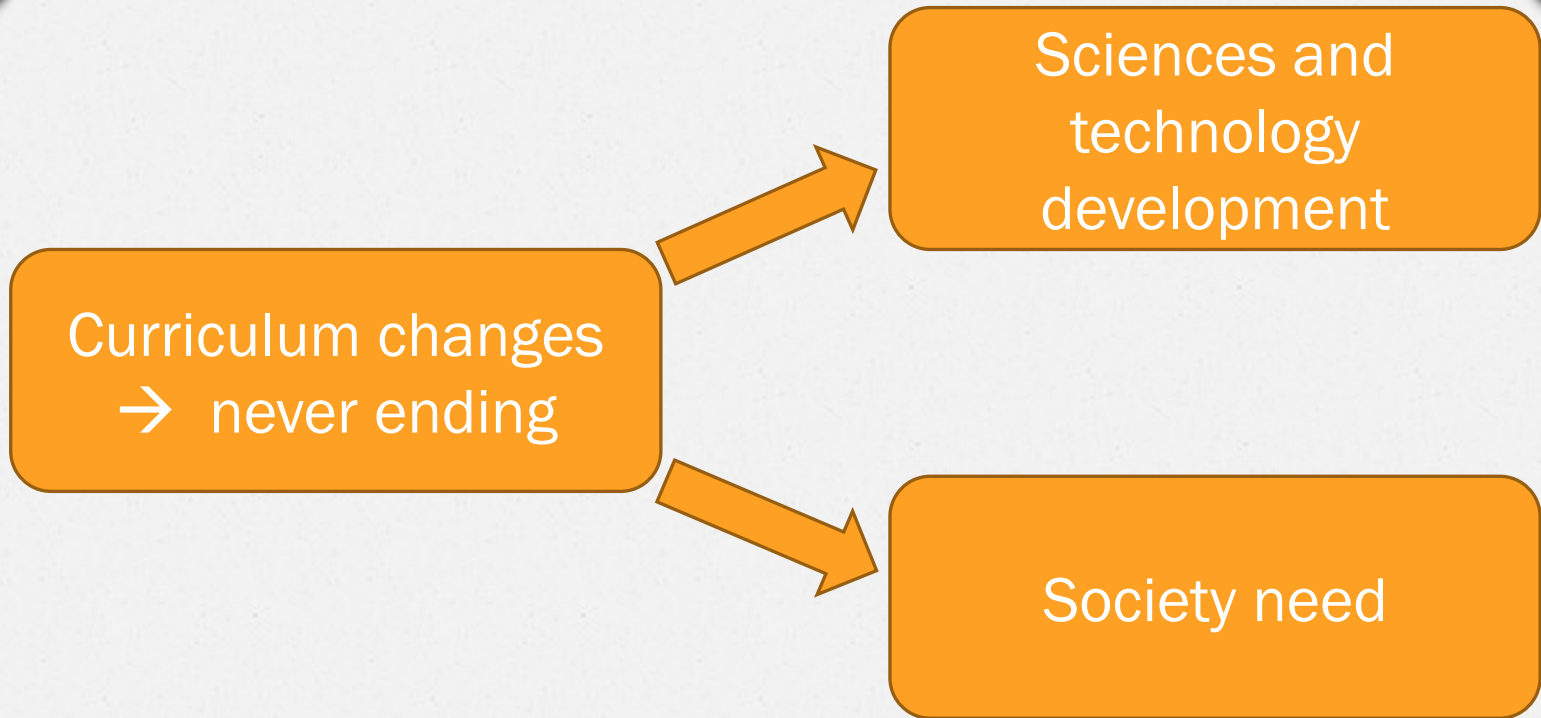 Curriculum changes
→ never ending
Sciences and
technology
development
Society need